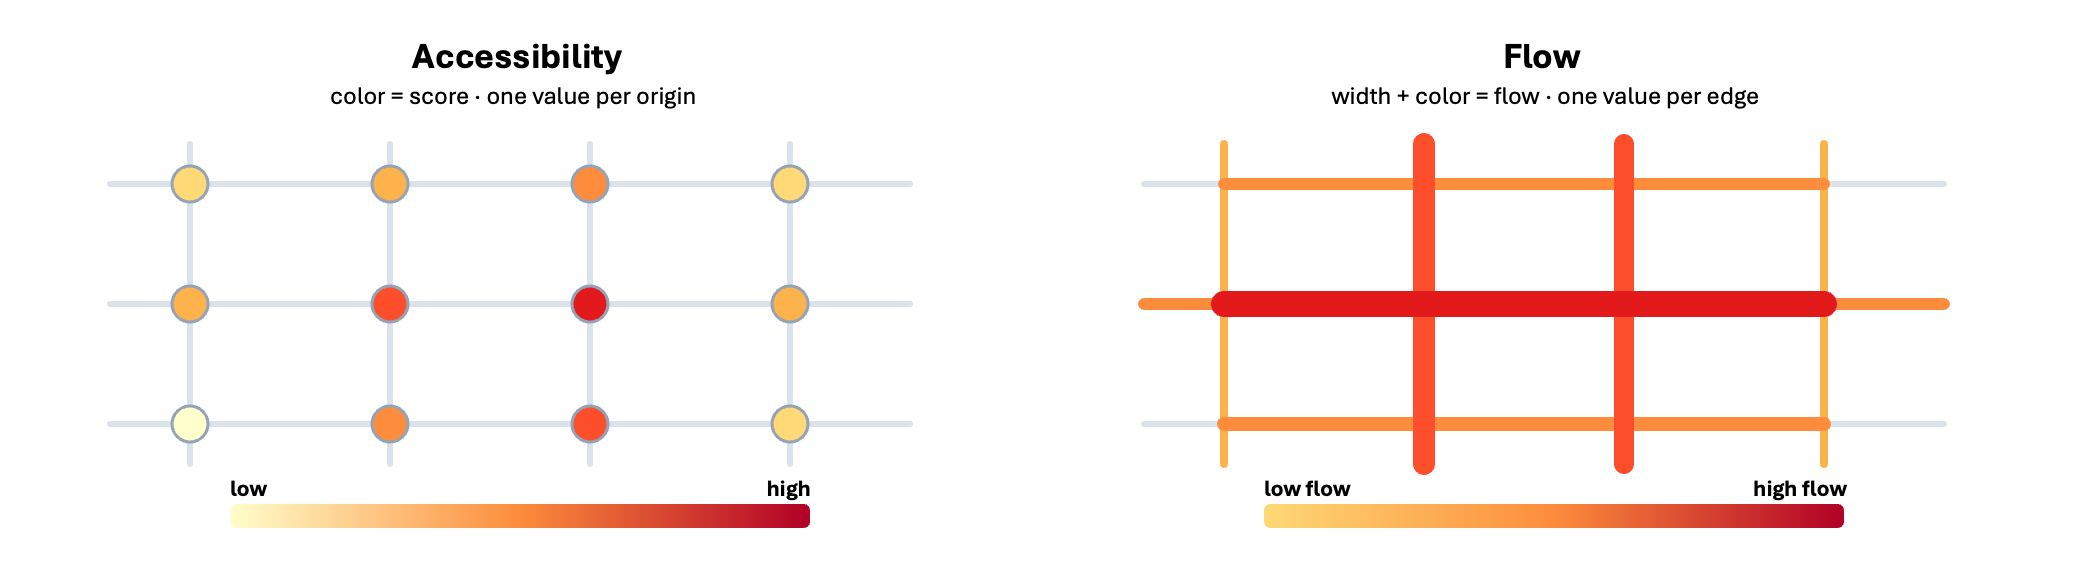 Accessibility
color = score · one value per origin
low
high
Flow
width + color = flow · one value per edge
low flow
high flow